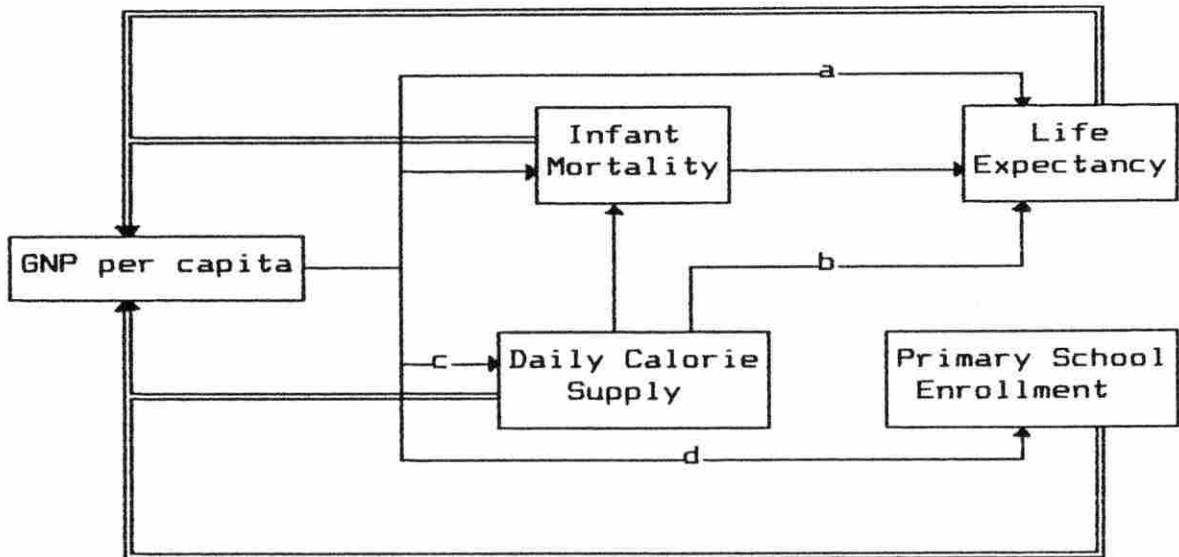 a
Infant
Mortality
Life
Expectancy
GNP per capita
b
c
Daily Calorie
Supply
Primary School
Enrollment
d